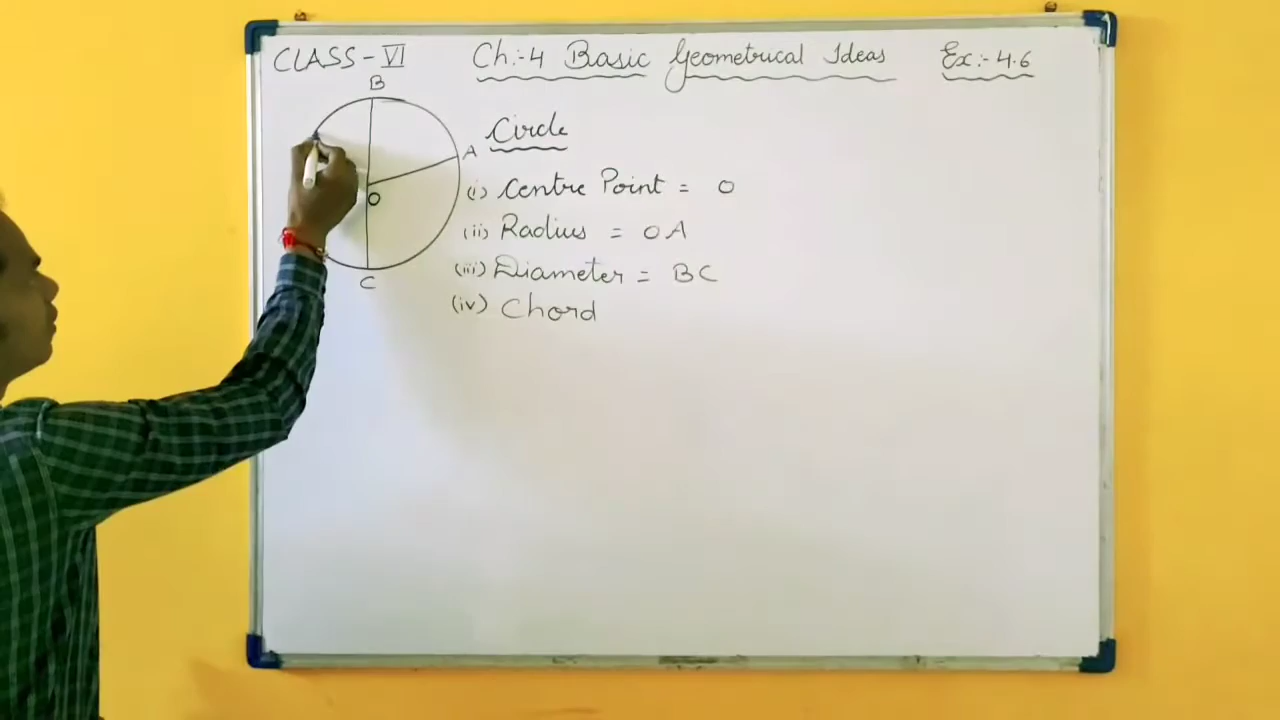 CLASS - VI Ch:-4 Basic Geometrical Ideas Ex:- 4.6
B
Circle
A
(i) Centre Point = O
O
(ii) Radius = OA
(iii) Diameter = BC
C
(iv) Chord